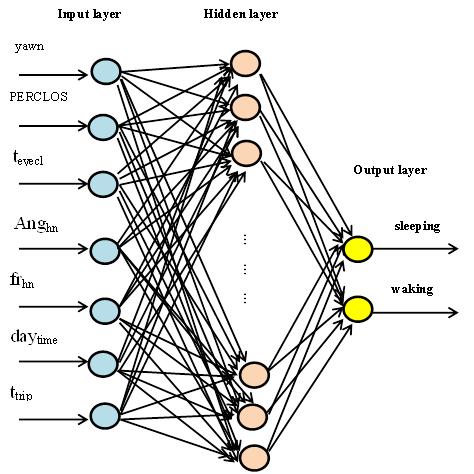 Input layer
Hidden layer
yawn
PERCLOS
t_eyecl
Ang_hn
fr_hn
day_time
t_trip
...
...
Output layer
sleeping
waking